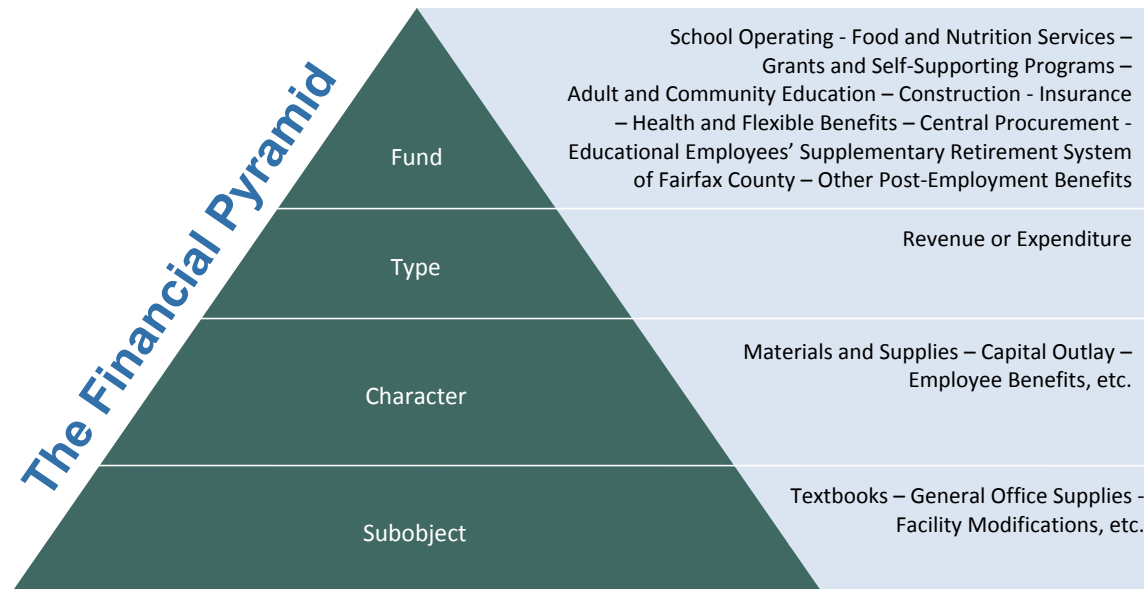 The Financial Pyramid
Fund
School Operating - Food and Nutrition Services –
Grants and Self-Supporting Programs –
Adult and Community Education – Construction - Insurance
– Health and Flexible Benefits – Central Procurement -
Educational Employees’ Supplementary Retirement System
of Fairfax County – Other Post-Employment Benefits
Type
Revenue or Expenditure
Character
Materials and Supplies – Capital Outlay –
Employee Benefits, etc.
Subobject
Textbooks – General Office Supplies -
Facility Modifications, etc.